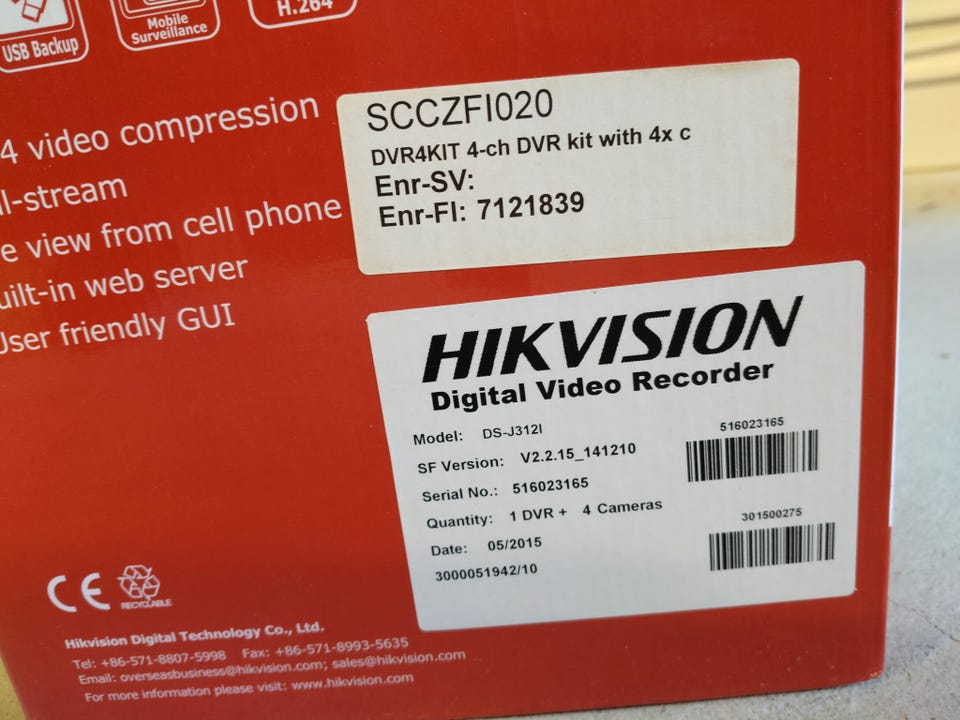 USB Backup
Mobile
Surveillance
H.264
4 video compression
l-stream
e view from cell phone
uilt-in web server
User friendly GUI
SCCZFI020
DVR4KIT 4-ch DVR kit with 4x c
Enr-SV:
Enr-FI: 7121839
HIKVISION
Digital Video Recorder
Model: DS-J312I
SF Version: V2.2.15_141210
Serial No.: 516023165
Quantity: 1 DVR + 4 Cameras
Date: 05/2015
3000051942/10
516023165
301500275
CE
RECYCLABLE
Hikvision Digital Technology Co., Ltd.
Tel: +86-571-8807-5998 Fax: +86-571-8993-5635
Email: overseasbusiness@hikvision.com; sales@hikvision.com
For more information please visit: www.hikvision.com